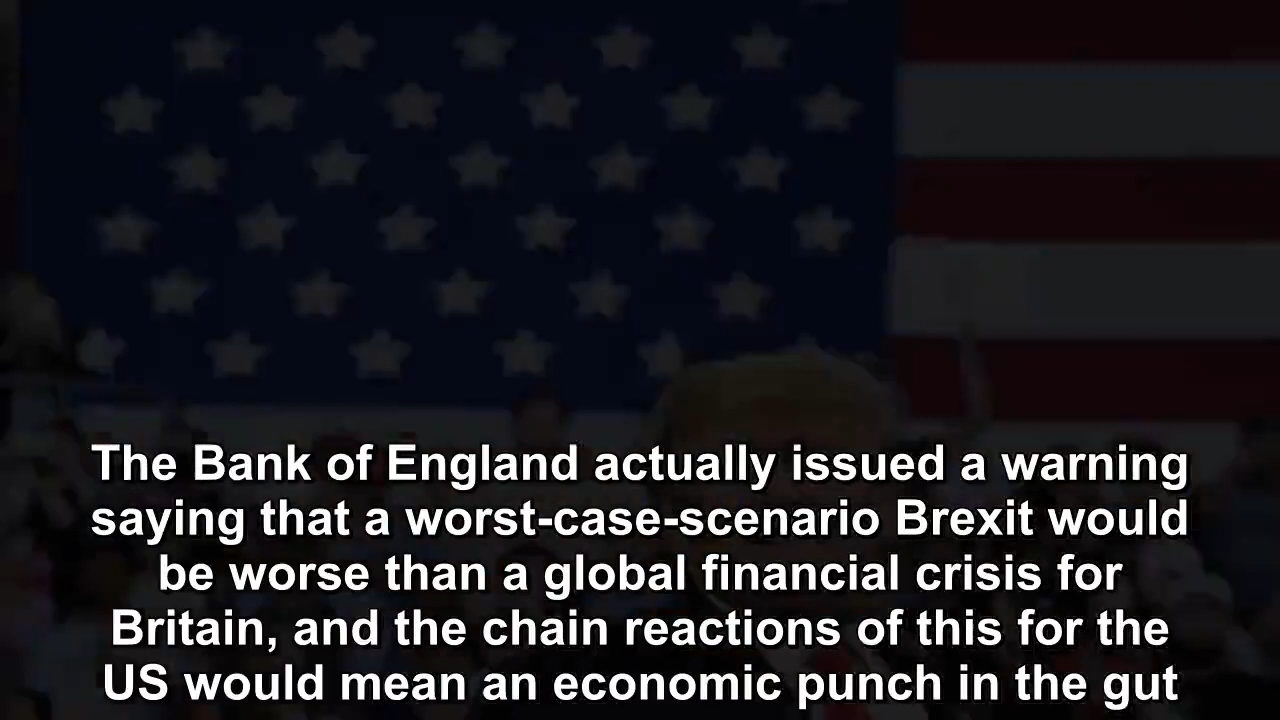 The Bank of England actually issued a warning
saying that a worst-case-scenario Brexit would
be worse than a global financial crisis for
Britain, and the chain reactions of this for the
US would mean an economic punch in the gut